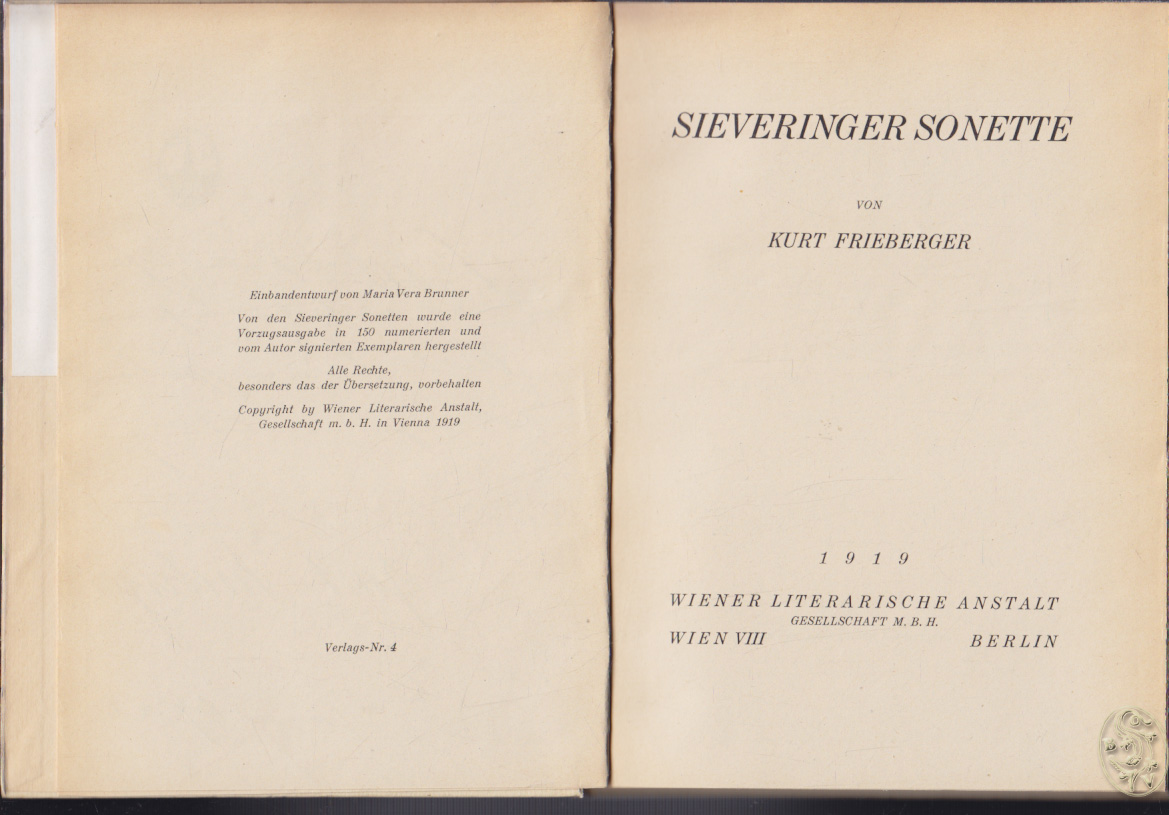 Einbandentwurf von Maria Vera Brunner
Von den Sieveringer Sonetten wurde eine
Vorzugsausgabe in 150 numerierten und
vom Autor signierten Exemplaren hergestellt
Alle Rechte,
besonders das der Übersetzung, vorbehalten
Copyright by Wiener Literarische Anstalt,
Gesellschaft m. b. H. in Vienna 1919
Verlags-Nr. 4
SIEVERINGER SONETTE
VON
KURT FRIEBERGER
1 9 1 9
WIENER LITERARISCHE ANSTALT
GESELLSCHAFT M. B. H.
WIEN VIII BERLIN